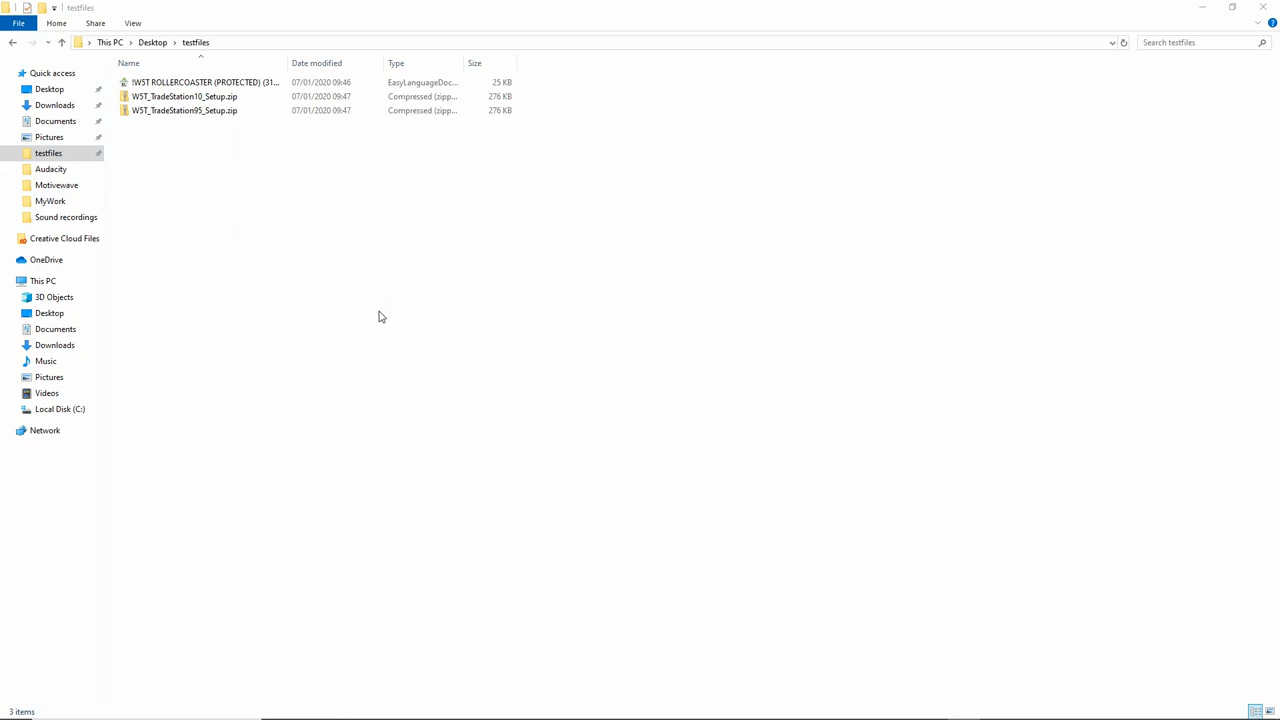 testfiles
File Home Share View
This PC Desktop testfiles Search testfiles
Name Date modified Type Size
!W5T ROLLERCOASTER (PROTECTED) (31... 07/01/2020 09:46 EasyLanguageDoc... 25 KB
W5T_TradeStation10_Setup.zip 07/01/2020 09:47 Compressed (zipp... 276 KB
W5T_TradeStation95_Setup.zip 07/01/2020 09:47 Compressed (zipp... 276 KB
Quick access
Desktop
Downloads
Documents
Pictures
testfiles
Audacity
Motivewave
MyWork
Sound recordings
Creative Cloud Files
OneDrive
This PC
3D Objects
Desktop
Documents
Downloads
Music
Pictures
Videos
Local Disk (C:)
Network
3 items